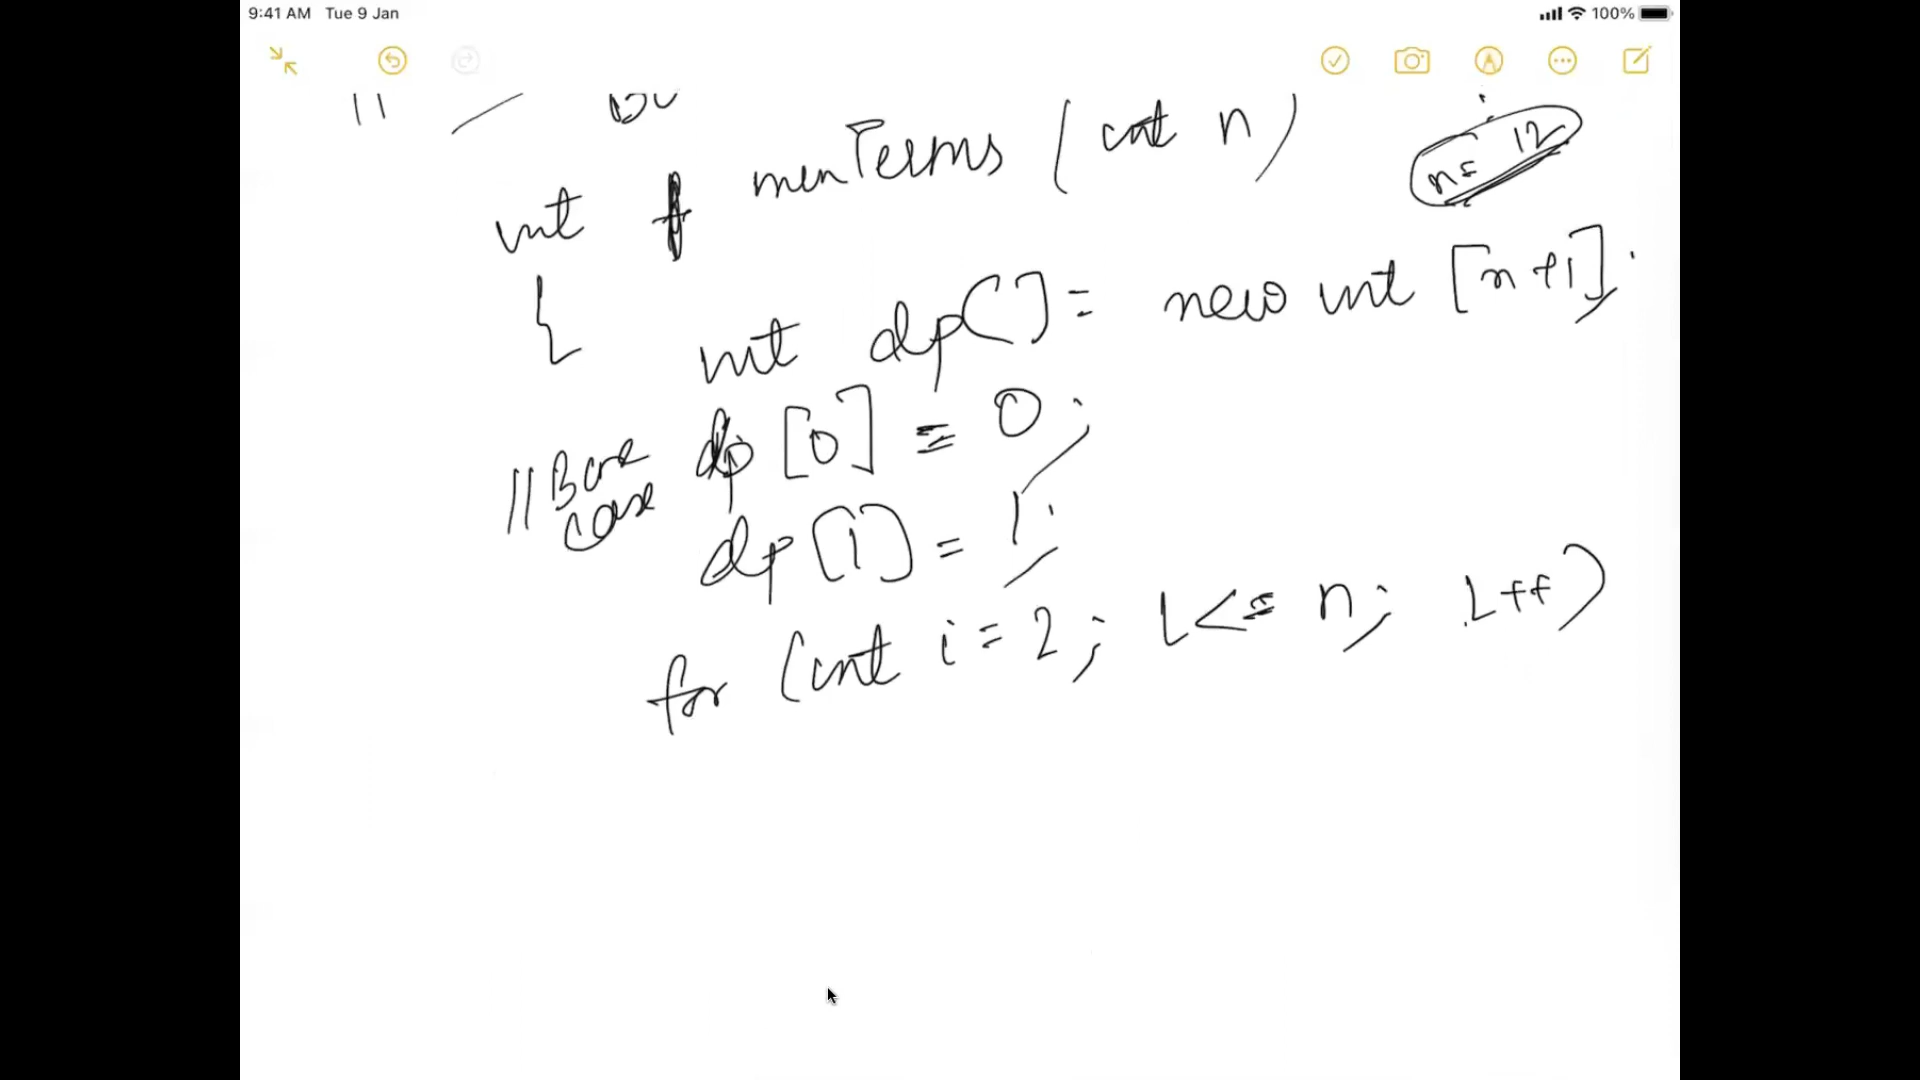 9:41 AM Tue 9 Jan 100%
//
int minTerms (int n)
n= 12
{
int dp[] = new int [n+1];
//Base case
dp[0] = 0;
dp[1] = 1;
for (int i=2; i<= n; i++)